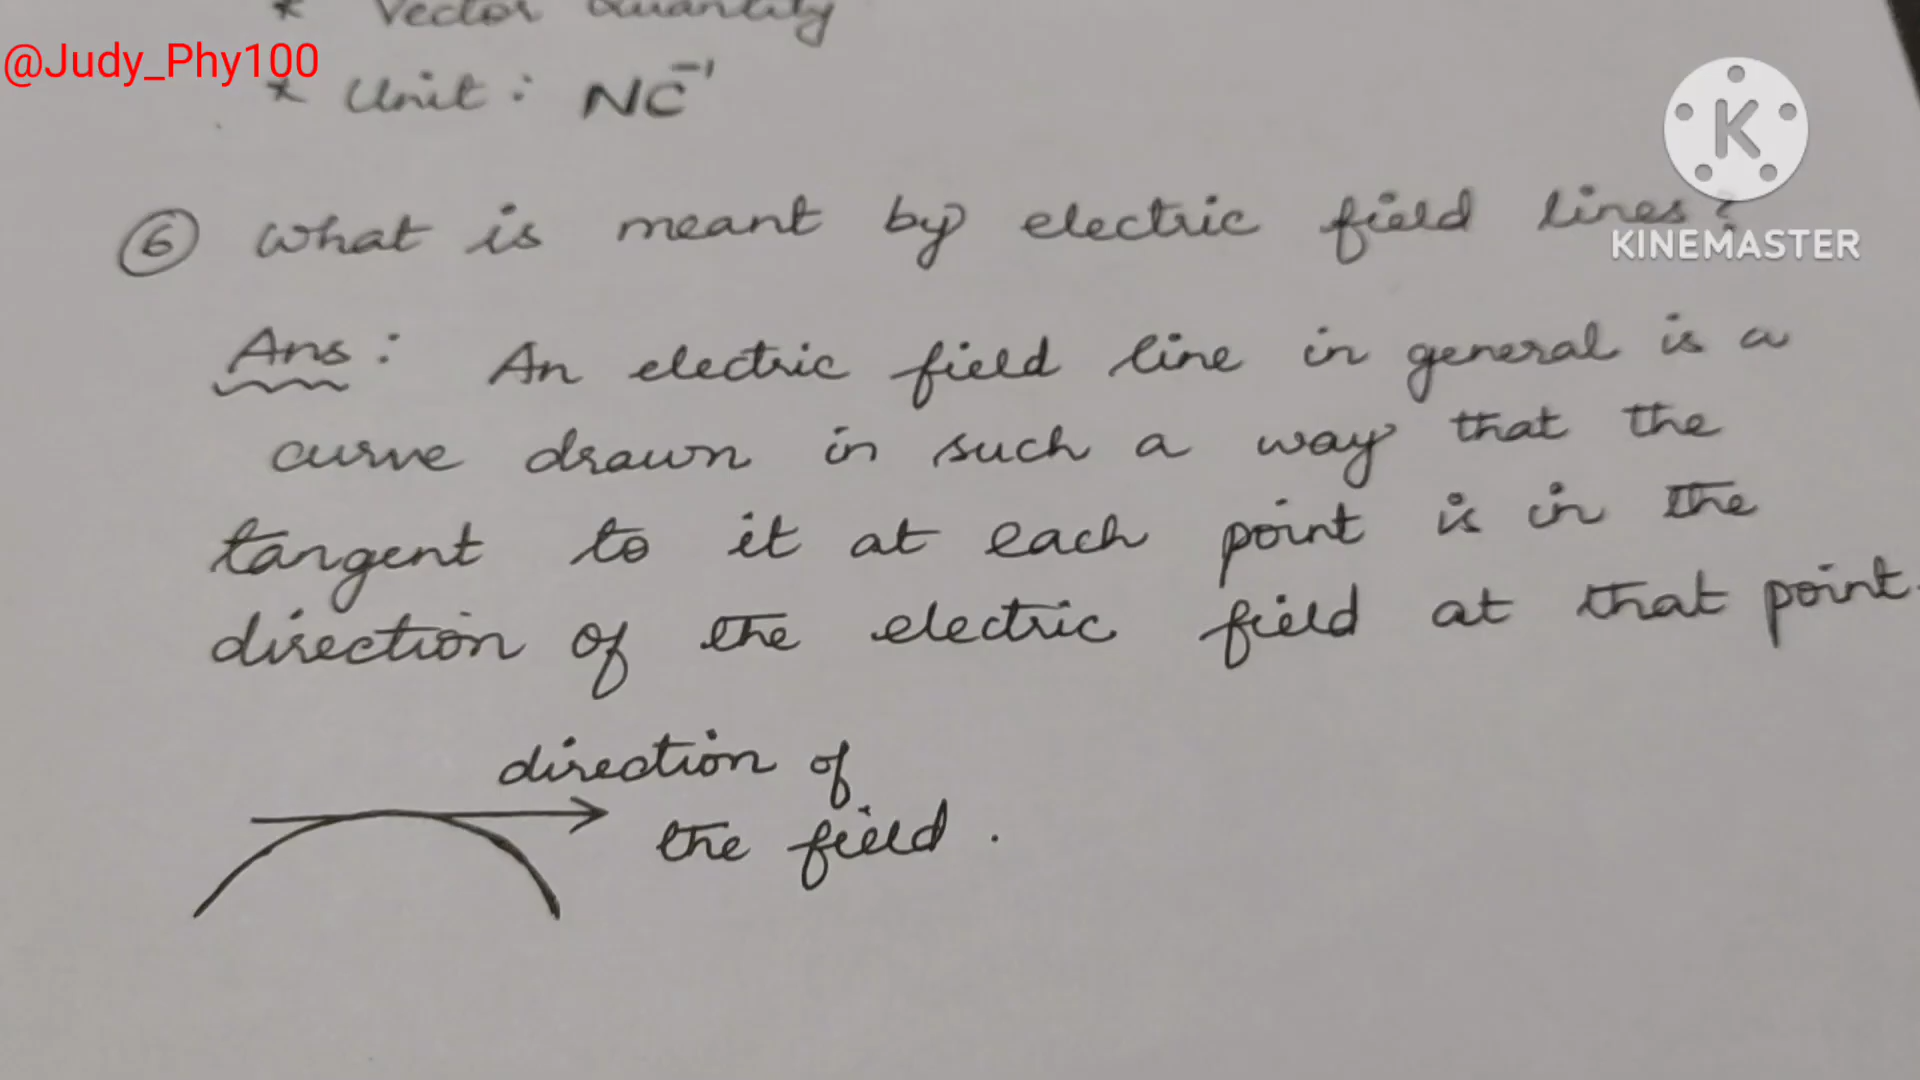 * Vector Quantity
@Judy_Phy100
* Unit : NC⁻¹
K
KINEMASTER
⑥ What is meant by electric field lines?
Ans : An electric field line in general is a
curve drawn in such a way that the
tangent to it at each point is in the
direction of the electric field at that point.
direction of
the field .